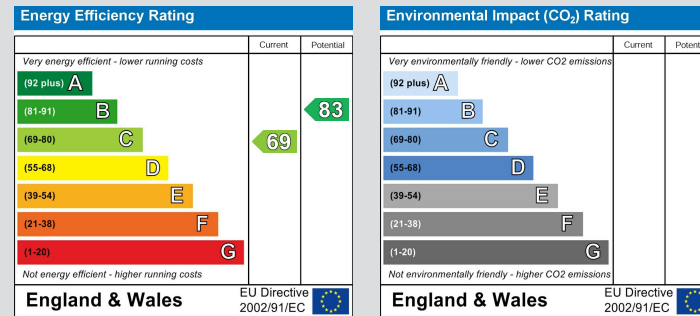 Energy Efficiency Rating
Current Potential
Very energy efficient - lower running costs
(92 plus) A
(81-91) B
83
(69-80) C
69
(55-68) D
(39-54) E
(21-38) F
(1-20) G
Not energy efficient - higher running costs
England & Wales
EU Directive
2002/91/EC
Environmental Impact (CO₂) Rating
Current Potent
Very environmentally friendly - lower CO2 emissions
(92 plus) A
(81-91) B
(69-80) C
(55-68) D
(39-54) E
(21-38) F
(1-20) G
Not environmentally friendly - higher CO2 emissions
England & Wales
EU Directive
2002/91/EC